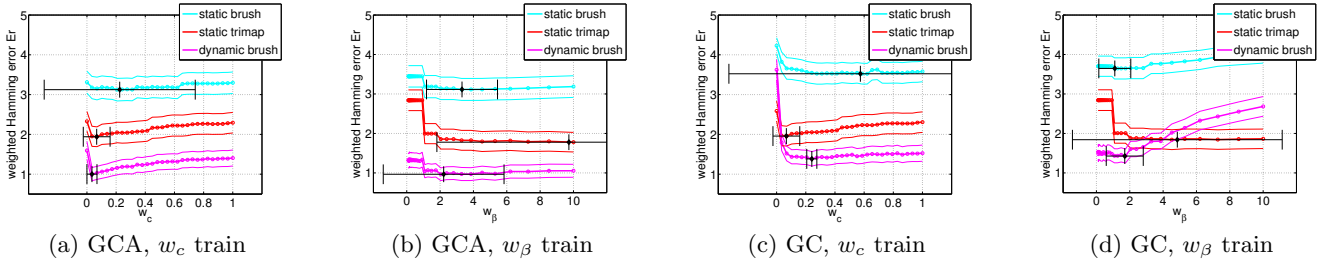 weighted Hamming error Er
5
4
3
2
1
0
0.2
0.4
0.6
0.8
1
w_c
static brush
static trimap
dynamic brush
(a) GCA, w_c train
weighted Hamming error Er
5
4
3
2
1
0
2
4
6
8
10
w_β
static brush
static trimap
dynamic brush
(b) GCA, w_β train
weighted Hamming error Er
5
4
3
2
1
0
0.2
0.4
0.6
0.8
1
w_c
static brush
static trimap
dynamic brush
(c) GC, w_c train
weighted Hamming error Er
5
4
3
2
1
0
2
4
6
8
10
w_β
static brush
static trimap
dynamic brush
(d) GC, w_β train